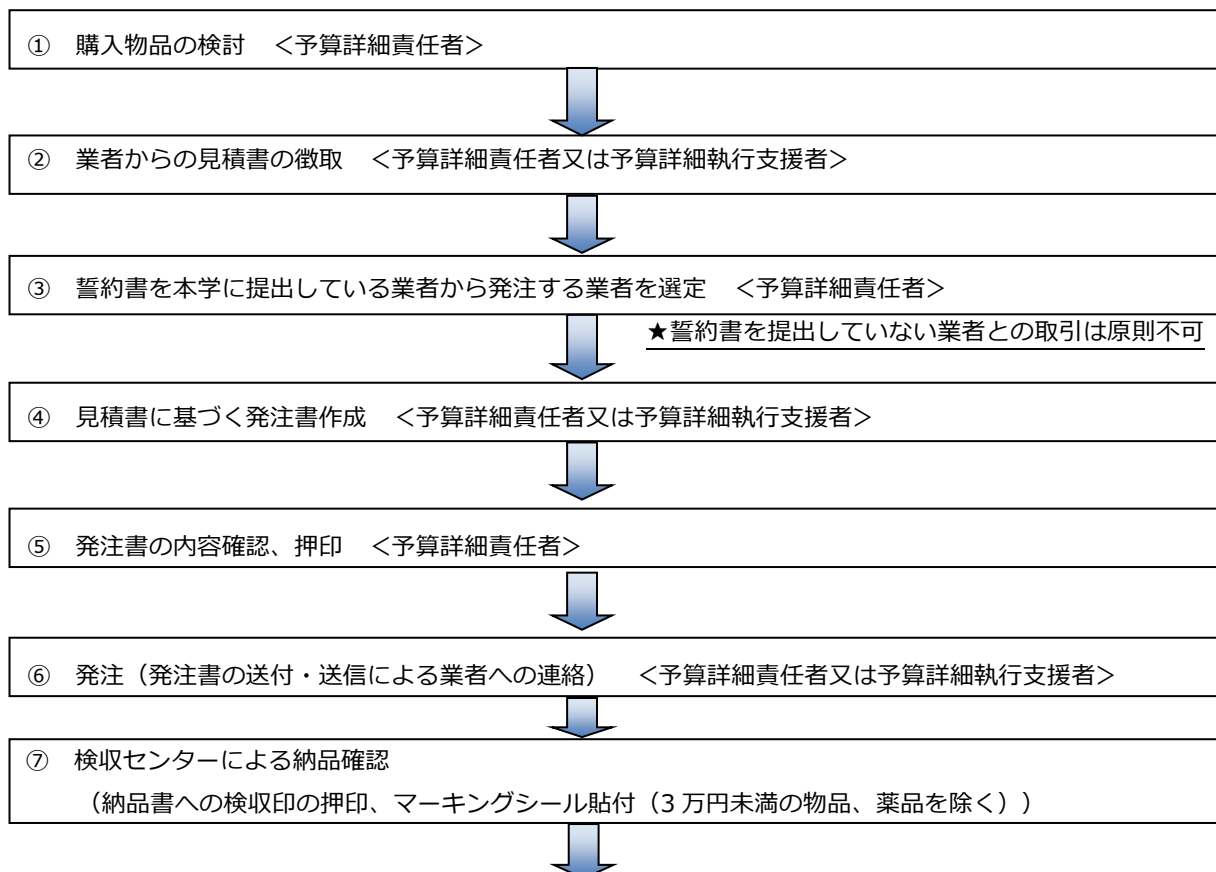 ① 購入物品の検討 <予算詳細責任者>
② 業者からの見積書の徴取 <予算詳細責任者又は予算詳細執行支援者>
③ 誓約書を本学に提出している業者から発注する業者を選定 <予算詳細責任者>
★誓約書を提出していない業者との取引は原則不可
④ 見積書に基づく発注書作成 <予算詳細責任者又は予算詳細執行支援者>
⑤ 発注書の内容確認、押印 <予算詳細責任者>
⑥ 発注(発注書の送付・送信による業者への連絡) <予算詳細責任者又は予算詳細執行支援者>
⑦ 検収センターによる納品確認
(納品書への検収印の押印、マーキングシール貼付(3 万円未満の物品、薬品を除く))